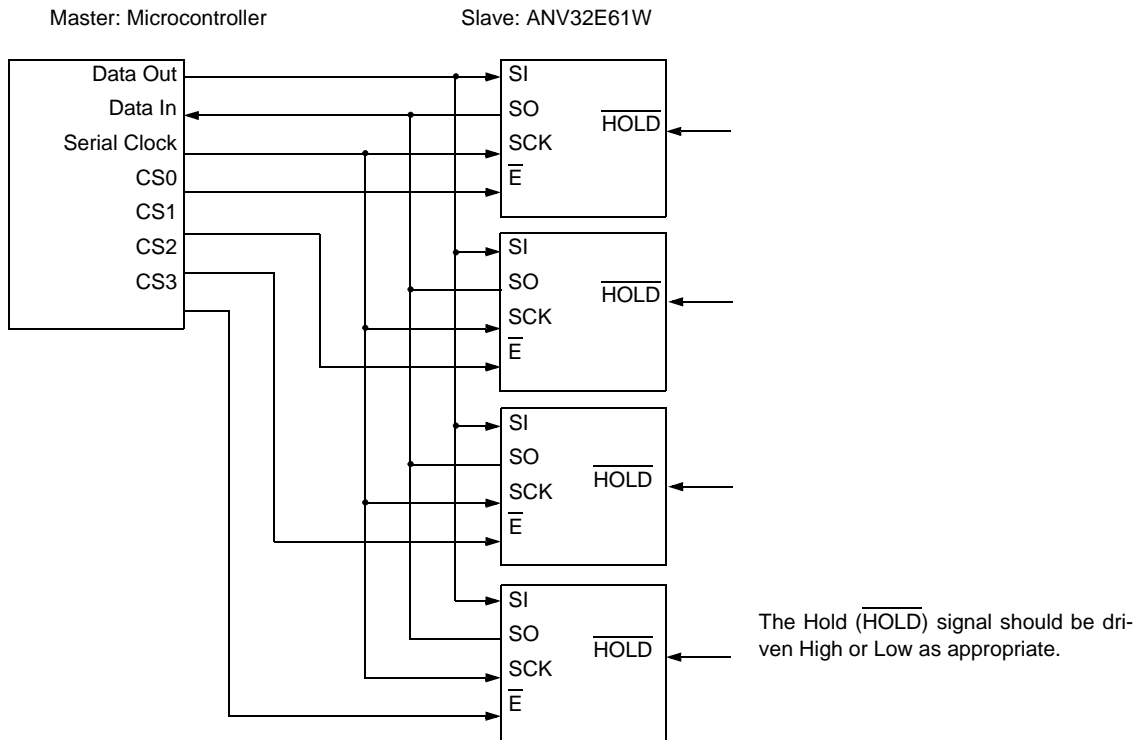 Master: Microcontroller
Slave: ANV32E61W
Data Out
Data In
Serial Clock
CS0
CS1
CS2
CS3
SI
SO
SCK
E
HOLD
SI
SO
SCK
E
HOLD
SI
SO
SCK
E
HOLD
SI
SO
SCK
E
HOLD
The Hold (HOLD) signal should be dri-
ven High or Low as appropriate.